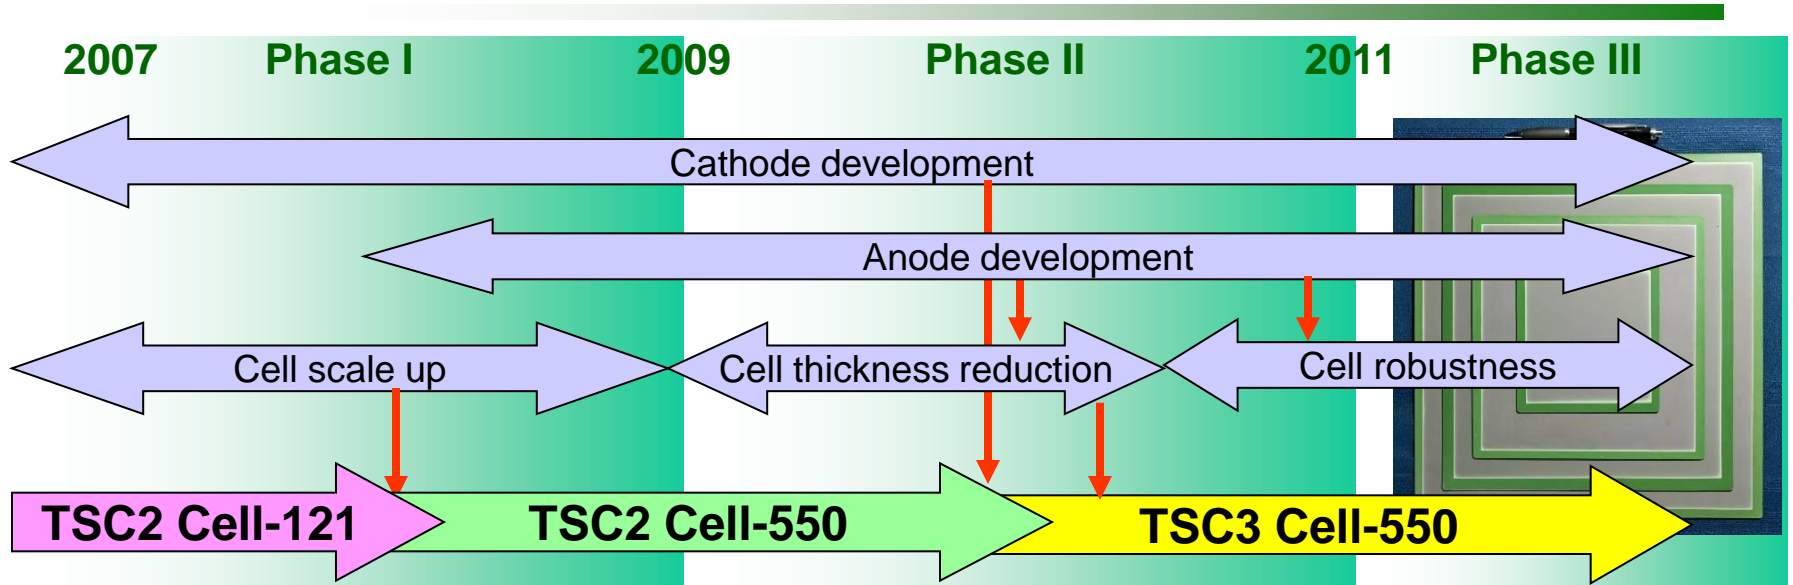 2007 Phase I 2009 Phase II 2011 Phase III
Cathode development
Anode development
Cell scale up Cell thickness reduction Cell robustness
TSC2 Cell-121 TSC2 Cell-550 TSC3 Cell-550